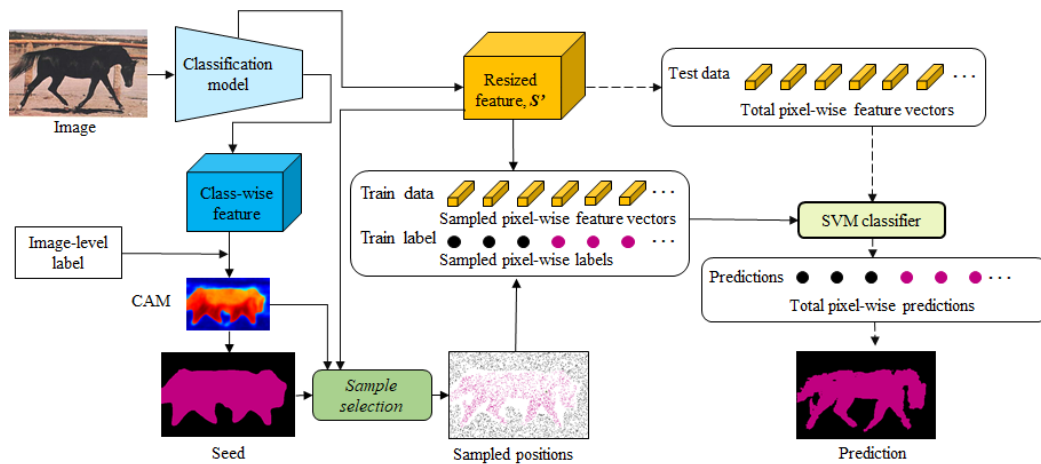 Classification
model
Image
Resized
feature, S’
Test data
...
Total pixel-wise feature vectors
Class-wise
feature
Train data
...
Sampled pixel-wise feature vectors
Train label
...
Sampled pixel-wise labels
SVM classifier
Image-level
label
CAM
Predictions
...
Total pixel-wise predictions
Sample
selection
Seed
Sampled positions
Prediction